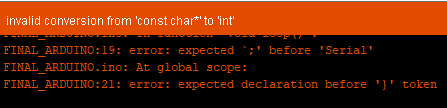 invalid conversion from 'const char*' to 'int'
FINAL_ARDUINO:19: error: expected `;' before 'Serial'
FINAL_ARDUINO.ino: At global scope:
FINAL_ARDUINO:21: error: expected declaration before '}' token